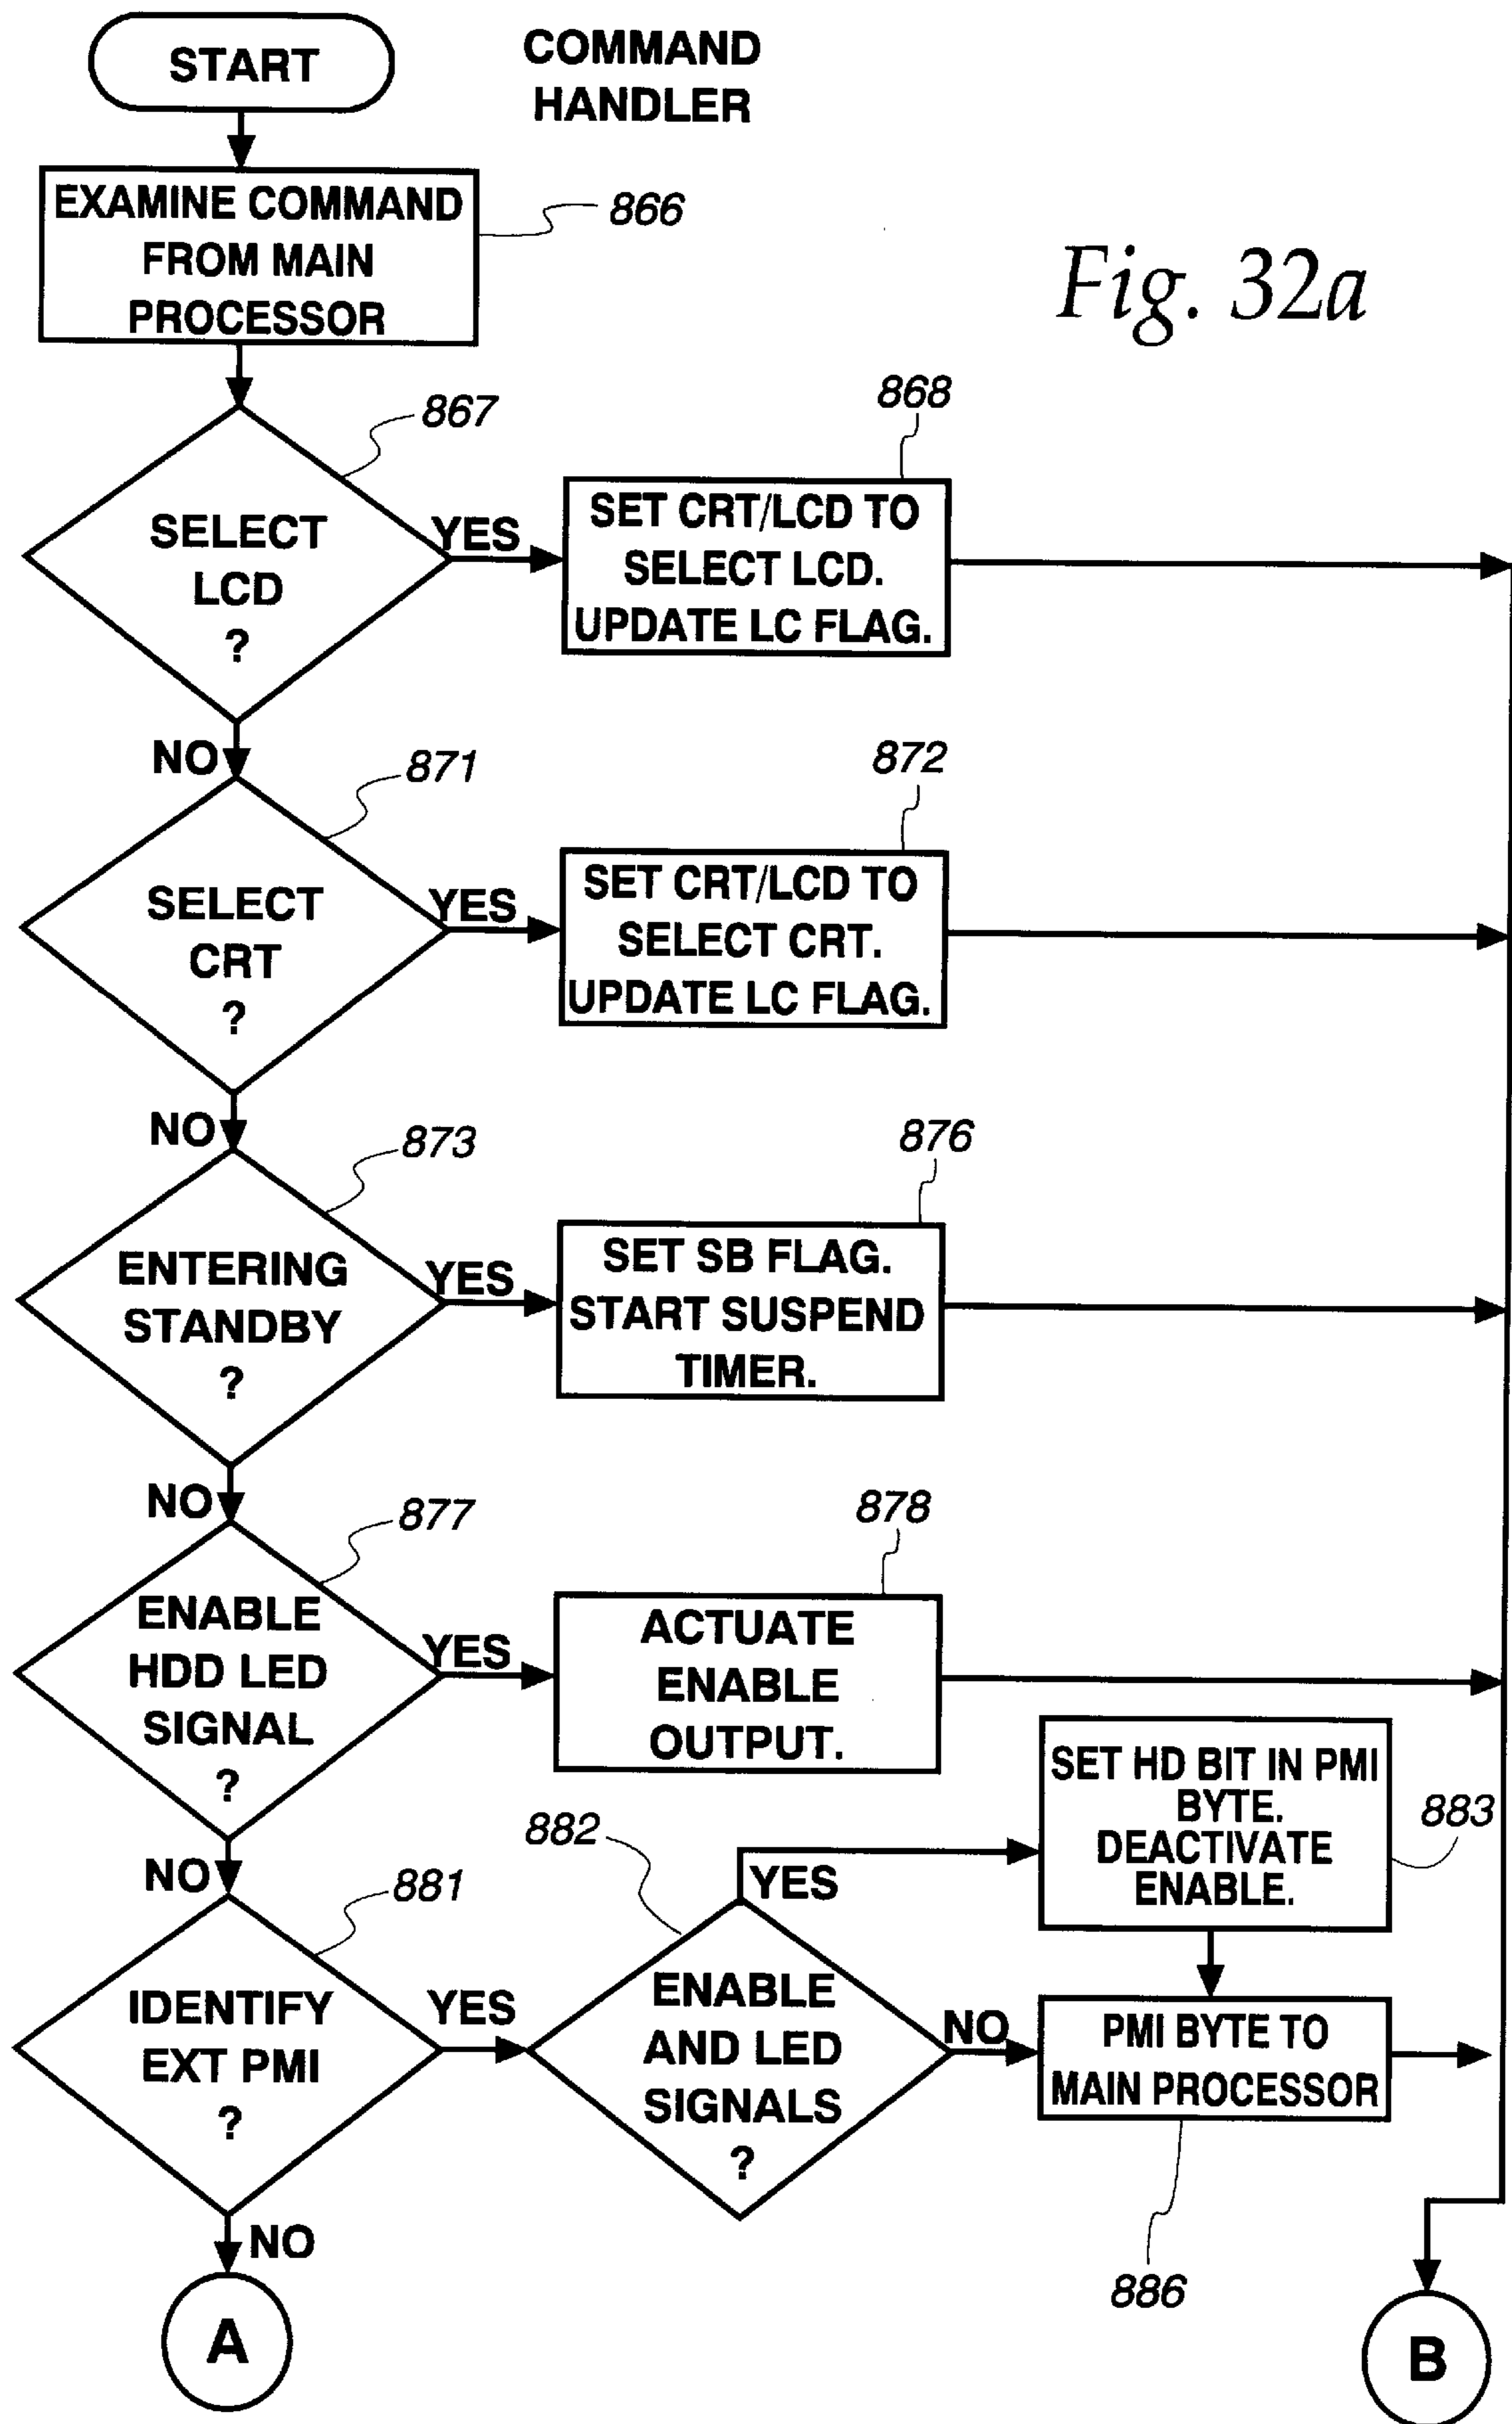 START
COMMAND
HANDLER
EXAMINE COMMAND
FROM MAIN
PROCESSOR
866
Fig. 32a
867
868
SELECT
LCD
?
YES
SET CRT/LCD TO
SELECT LCD.
UPDATE LC FLAG.
NO
871
872
SELECT
CRT
?
YES
SET CRT/LCD TO
SELECT CRT.
UPDATE LC FLAG.
NO
873
876
ENTERING
STANDBY
?
YES
SET SB FLAG.
START SUSPEND
TIMER.
NO
877
878
ENABLE
HDD LED
SIGNAL
?
YES
ACTUATE
ENABLE
OUTPUT.
SET HD BIT IN PMI
BYTE.
DEACTIVATE
ENABLE.
883
882
NO
881
YES
IDENTIFY
EXT PMI
?
YES
ENABLE
AND LED
SIGNALS
?
NO
PMI BYTE TO
MAIN PROCESSOR
NO
886
A
B